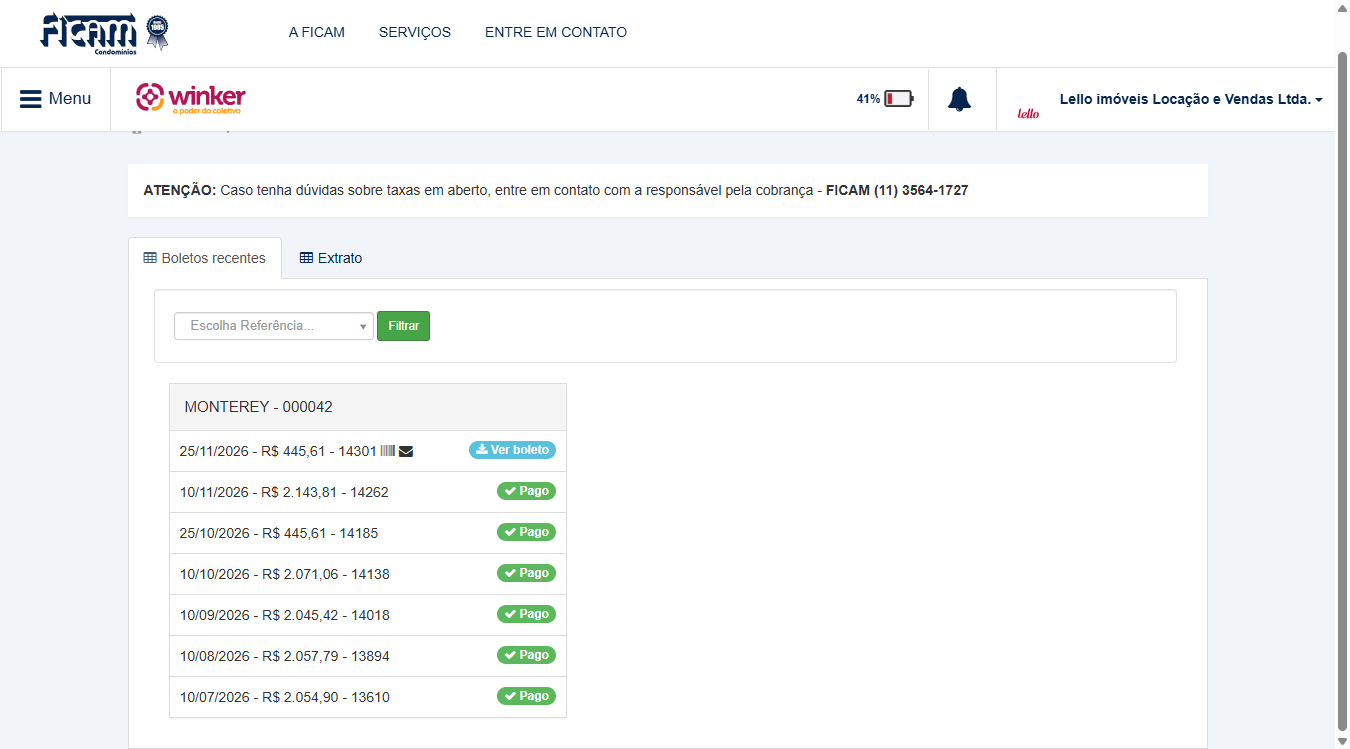 FICAM
Condomínios
1985
A FICAM
SERVIÇOS
ENTRE EM CONTATO
Menu
winker
o poder do coletivo
41%
lello
Lello imóveis Locação e Vendas Ltda.
ATENÇÃO: Caso tenha dúvidas sobre taxas em aberto, entre em contato com a responsável pela cobrança - FICAM (11) 3564-1727
Boletos recentes
Extrato
Escolha Referência...
Filtrar
MONTEREY - 000042
25/11/2026 - R$ 445,61 - 14301 Ver boleto
10/11/2026 - R$ 2.143,81 - 14262 Pago
25/10/2026 - R$ 445,61 - 14185 Pago
10/10/2026 - R$ 2.071,06 - 14138 Pago
10/09/2026 - R$ 2.045,42 - 14018 Pago
10/08/2026 - R$ 2.057,79 - 13894 Pago
10/07/2026 - R$ 2.054,90 - 13610 Pago